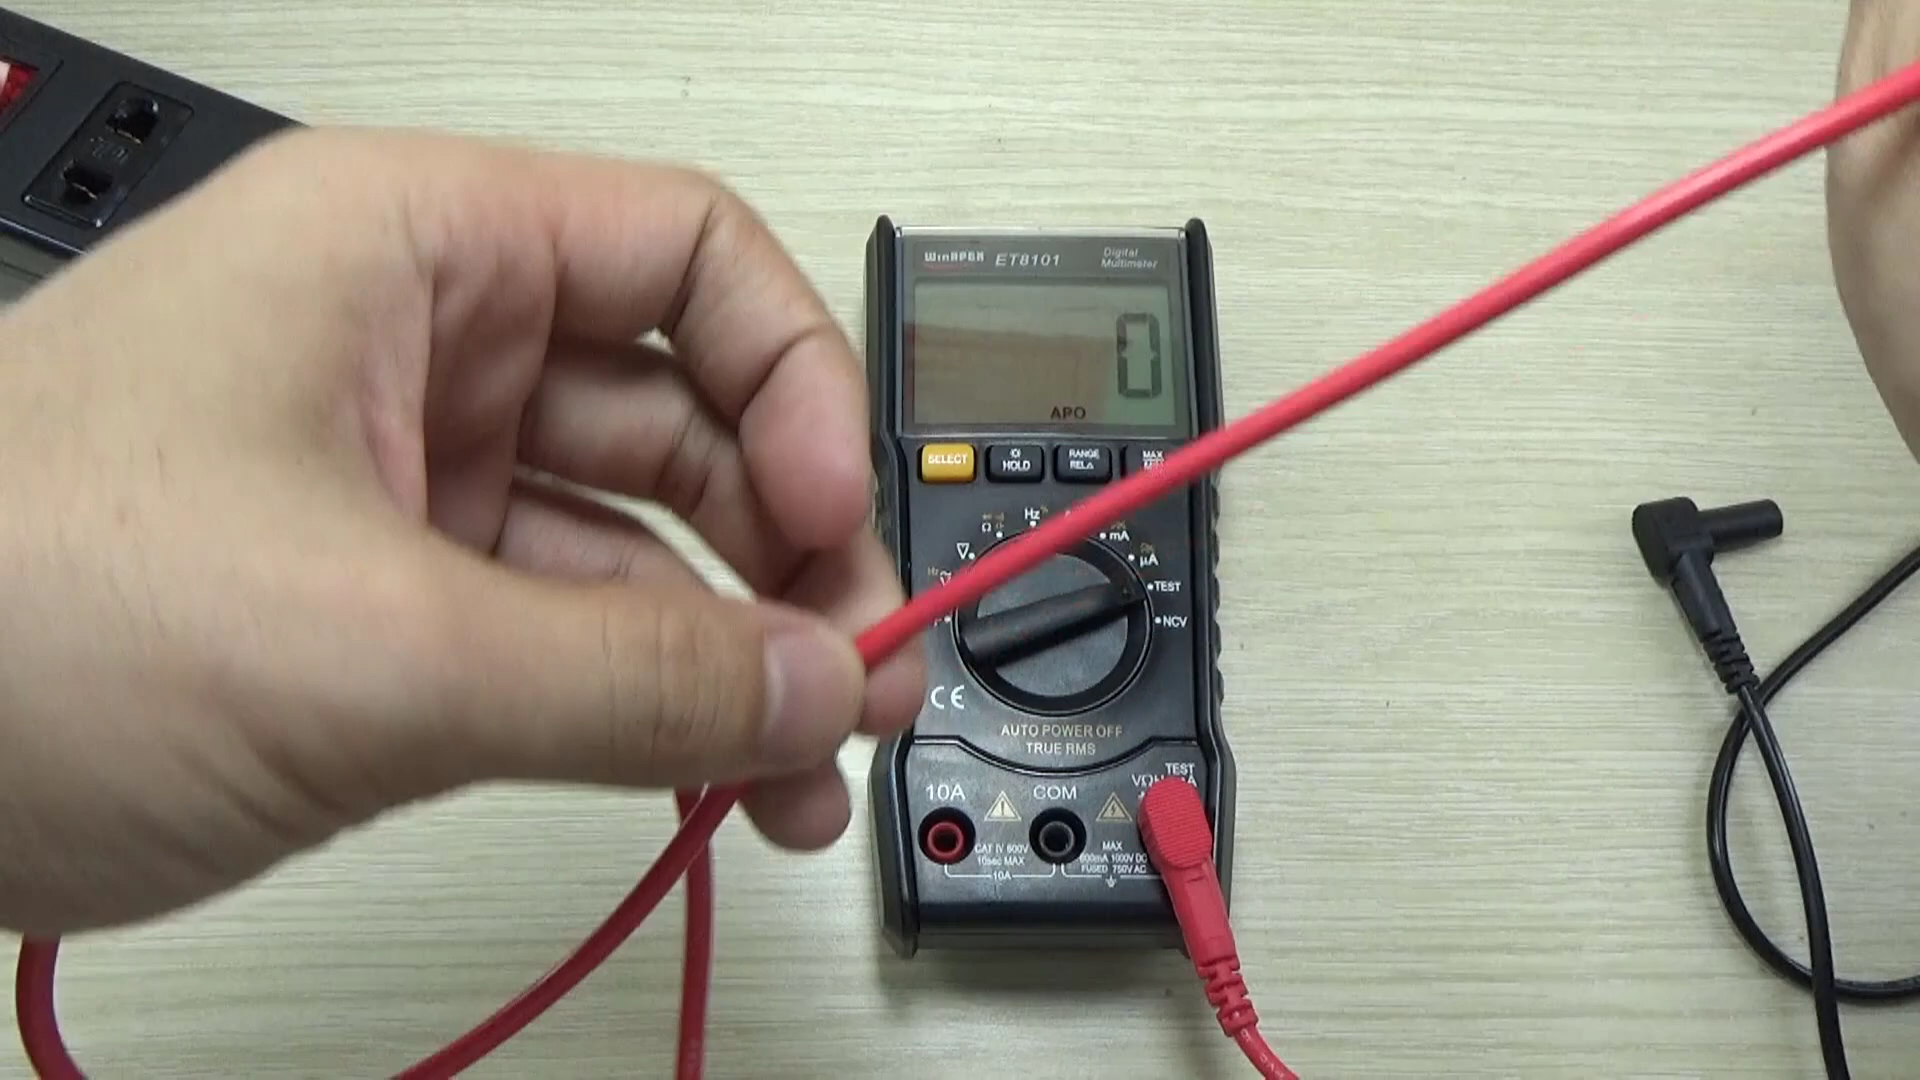 WinAPEX ET8101 Digital
Multimeter
0
APO
SELECT
HOLD
RANGE
REL△
MAX
Hz
Ω
mA
μA
TEST
NCV
Hz
CE
AUTO POWER OFF
TRUE RMS
TEST
10A
COM
CAT IV 600V
10sec MAX
10A
MAX
600mA 1000V DC
FUSED 750V AC